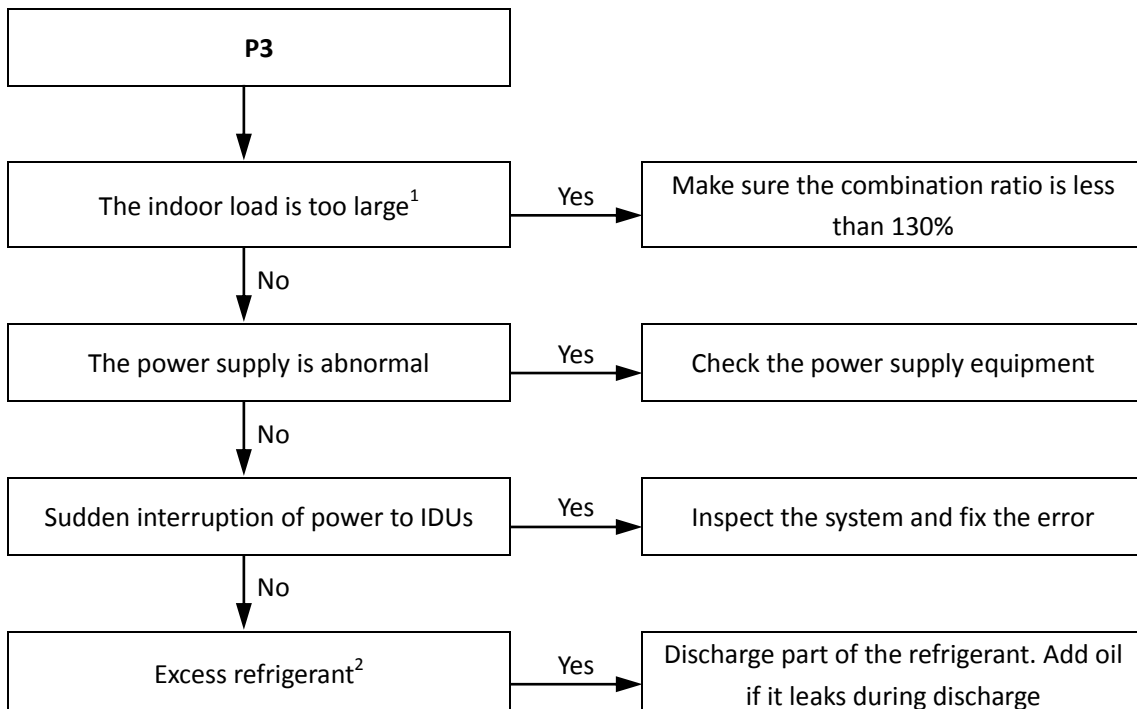 P3
The indoor load is too large1
Yes
Make sure the combination ratio is less
than 130%
No
The power supply is abnormal
Yes
Check the power supply equipment
No
Sudden interruption of power to IDUs
Yes
Inspect the system and fix the error
No
Excess refrigerant2
Yes
Discharge part of the refrigerant. Add oil
if it leaks during discharge